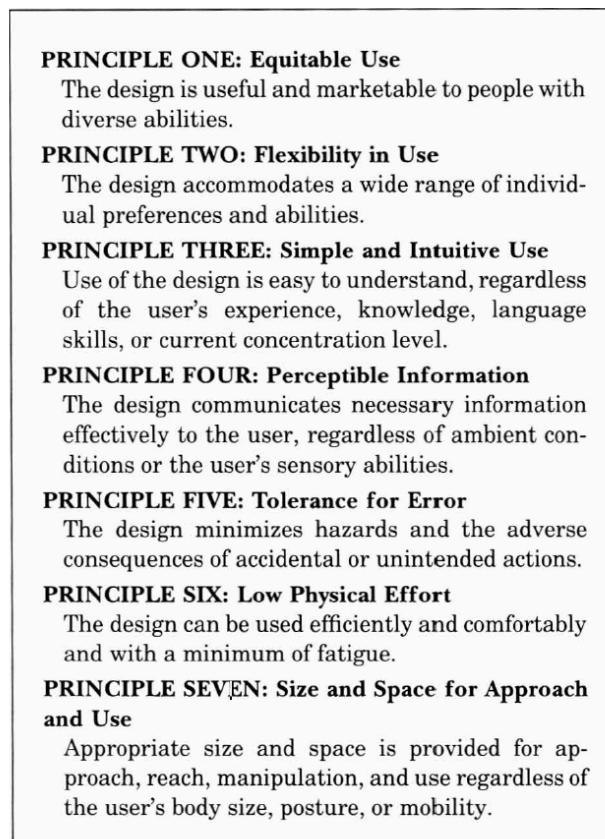 PRINCIPLE ONE: Equitable Use
The design is useful and marketable to people with
diverse abilities.
PRINCIPLE TWO: Flexibility in Use
The design accommodates a wide range of individ-
ual preferences and abilities.
PRINCIPLE THREE: Simple and Intuitive Use
Use of the design is easy to understand, regardless
of the user's experience, knowledge, language
skills, or current concentration level.
PRINCIPLE FOUR: Perceptible Information
The design communicates necessary information
effectively to the user, regardless of ambient con-
ditions or the user's sensory abilities.
PRINCIPLE FIVE: Tolerance for Error
The design minimizes hazards and the adverse
consequences of accidental or unintended actions.
PRINCIPLE SIX: Low Physical Effort
The design can be used efficiently and comfortably
and with a minimum of fatigue.
PRINCIPLE SEVEN: Size and Space for Approach
and Use
Appropriate size and space is provided for ap-
proach, reach, manipulation, and use regardless of
the user's body size, posture, or mobility.